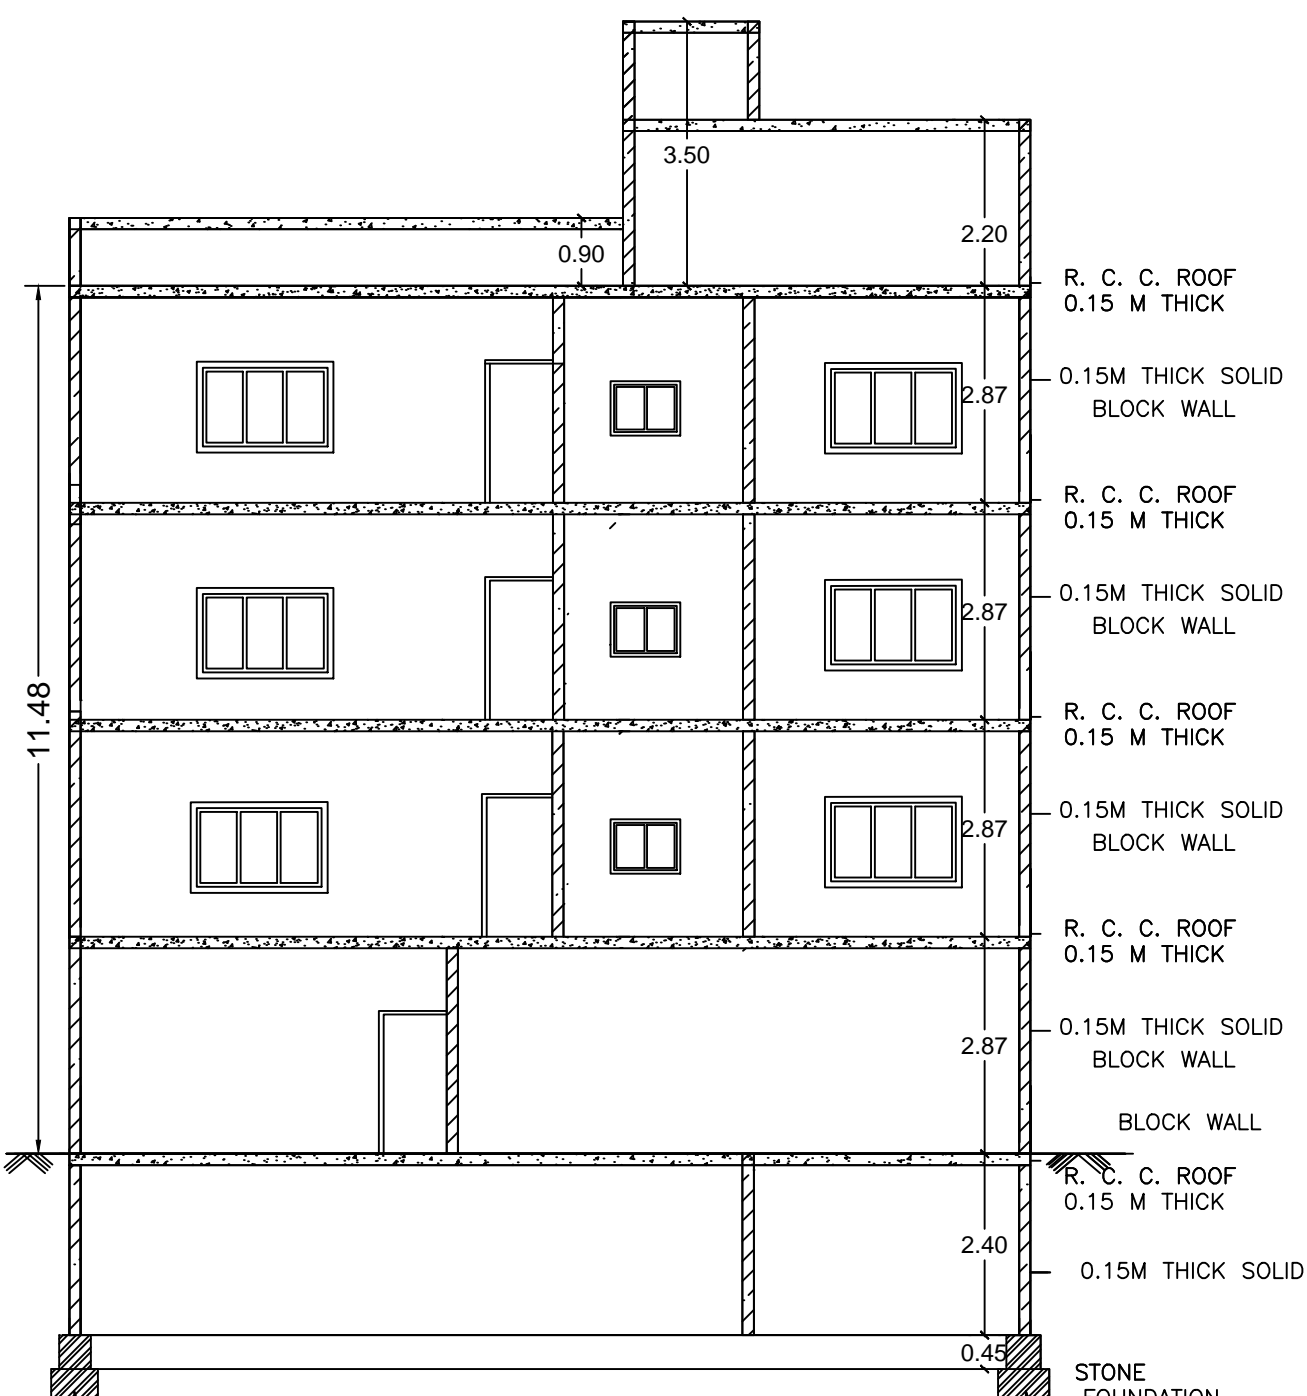 3.50
2.20
0.90
R. C. C. ROOF
0.15 M THICK
0.15M THICK SOLID
BLOCK WALL
2.87
R. C. C. ROOF
0.15 M THICK
0.15M THICK SOLID
BLOCK WALL
2.87
11.48
R. C. C. ROOF
0.15 M THICK
0.15M THICK SOLID
BLOCK WALL
2.87
R. C. C. ROOF
0.15 M THICK
0.15M THICK SOLID
BLOCK WALL
2.87
BLOCK WALL
R. C. C. ROOF
0.15 M THICK
2.40
0.15M THICK SOLID
0.45
STONE
FOUNDATION